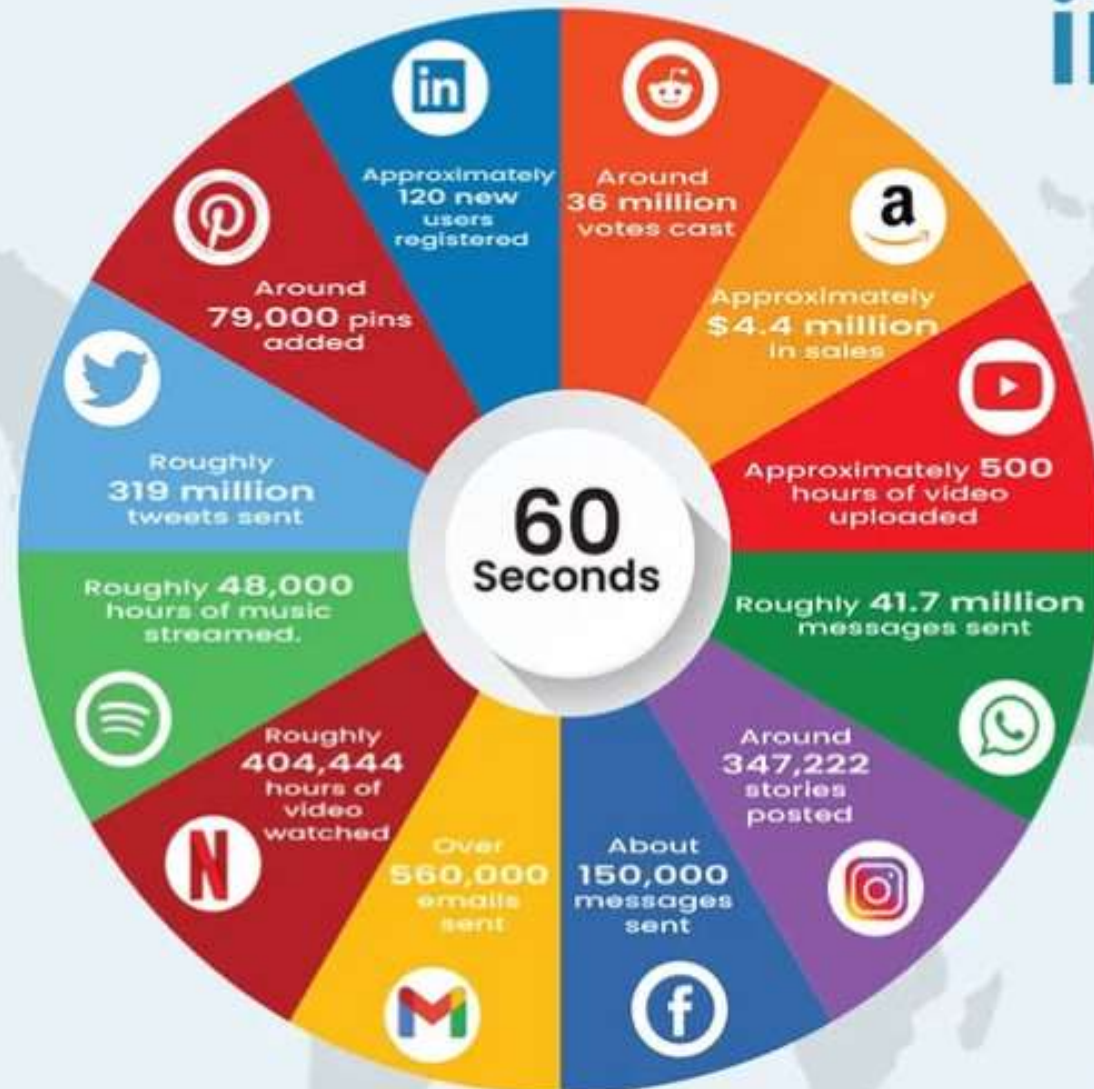 in
Approximately
120 new
users
registered
Around
36 million
votes cast
a
Approximately
$4.4 million
in sales
Approximately 500
hours of video
uploaded
Roughly 41.7 million
messages sent
Around
347,222
stories
posted
About
150,000
messages
sent
f
Over
560,000
emails
sent
M
Roughly
404,444
hours of
video
watched
N
Roughly 48,000
hours of music
streamed.
Roughly
319 million
tweets sent
Around
79,000 pins
added
60
Seconds